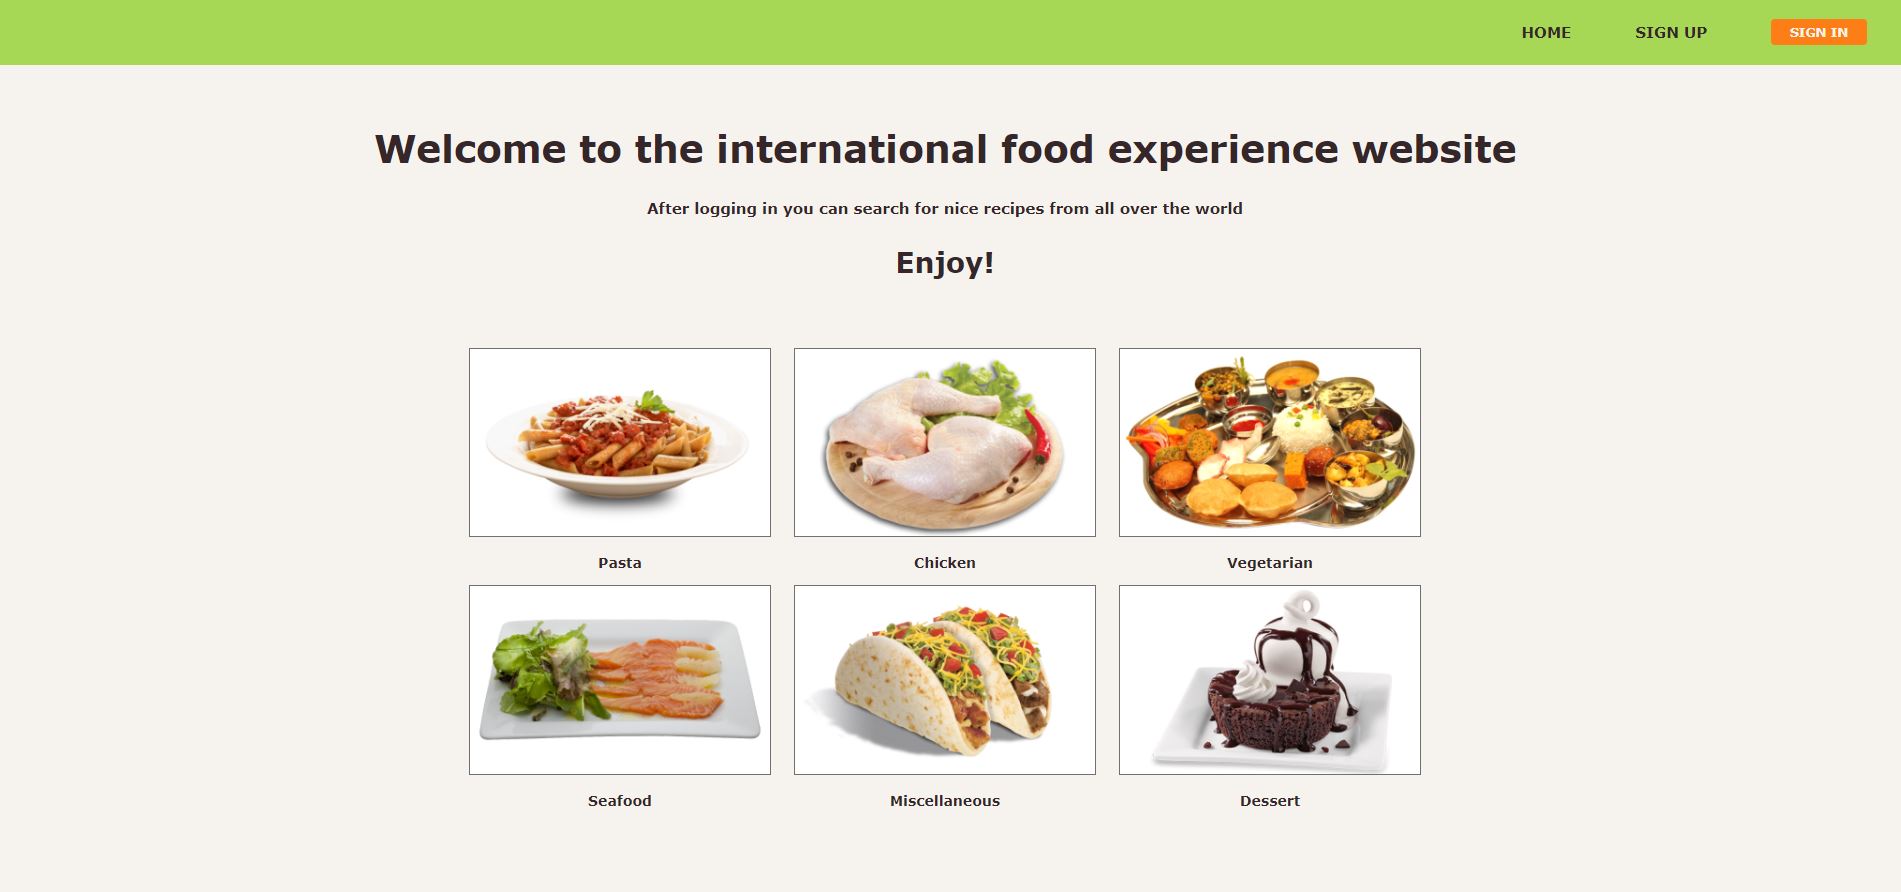 HOME SIGN UP SIGN IN
Welcome to the international food experience website
After logging in you can search for nice recipes from all over the world
Enjoy!
Pasta Chicken Vegetarian
Seafood Miscellaneous Dessert